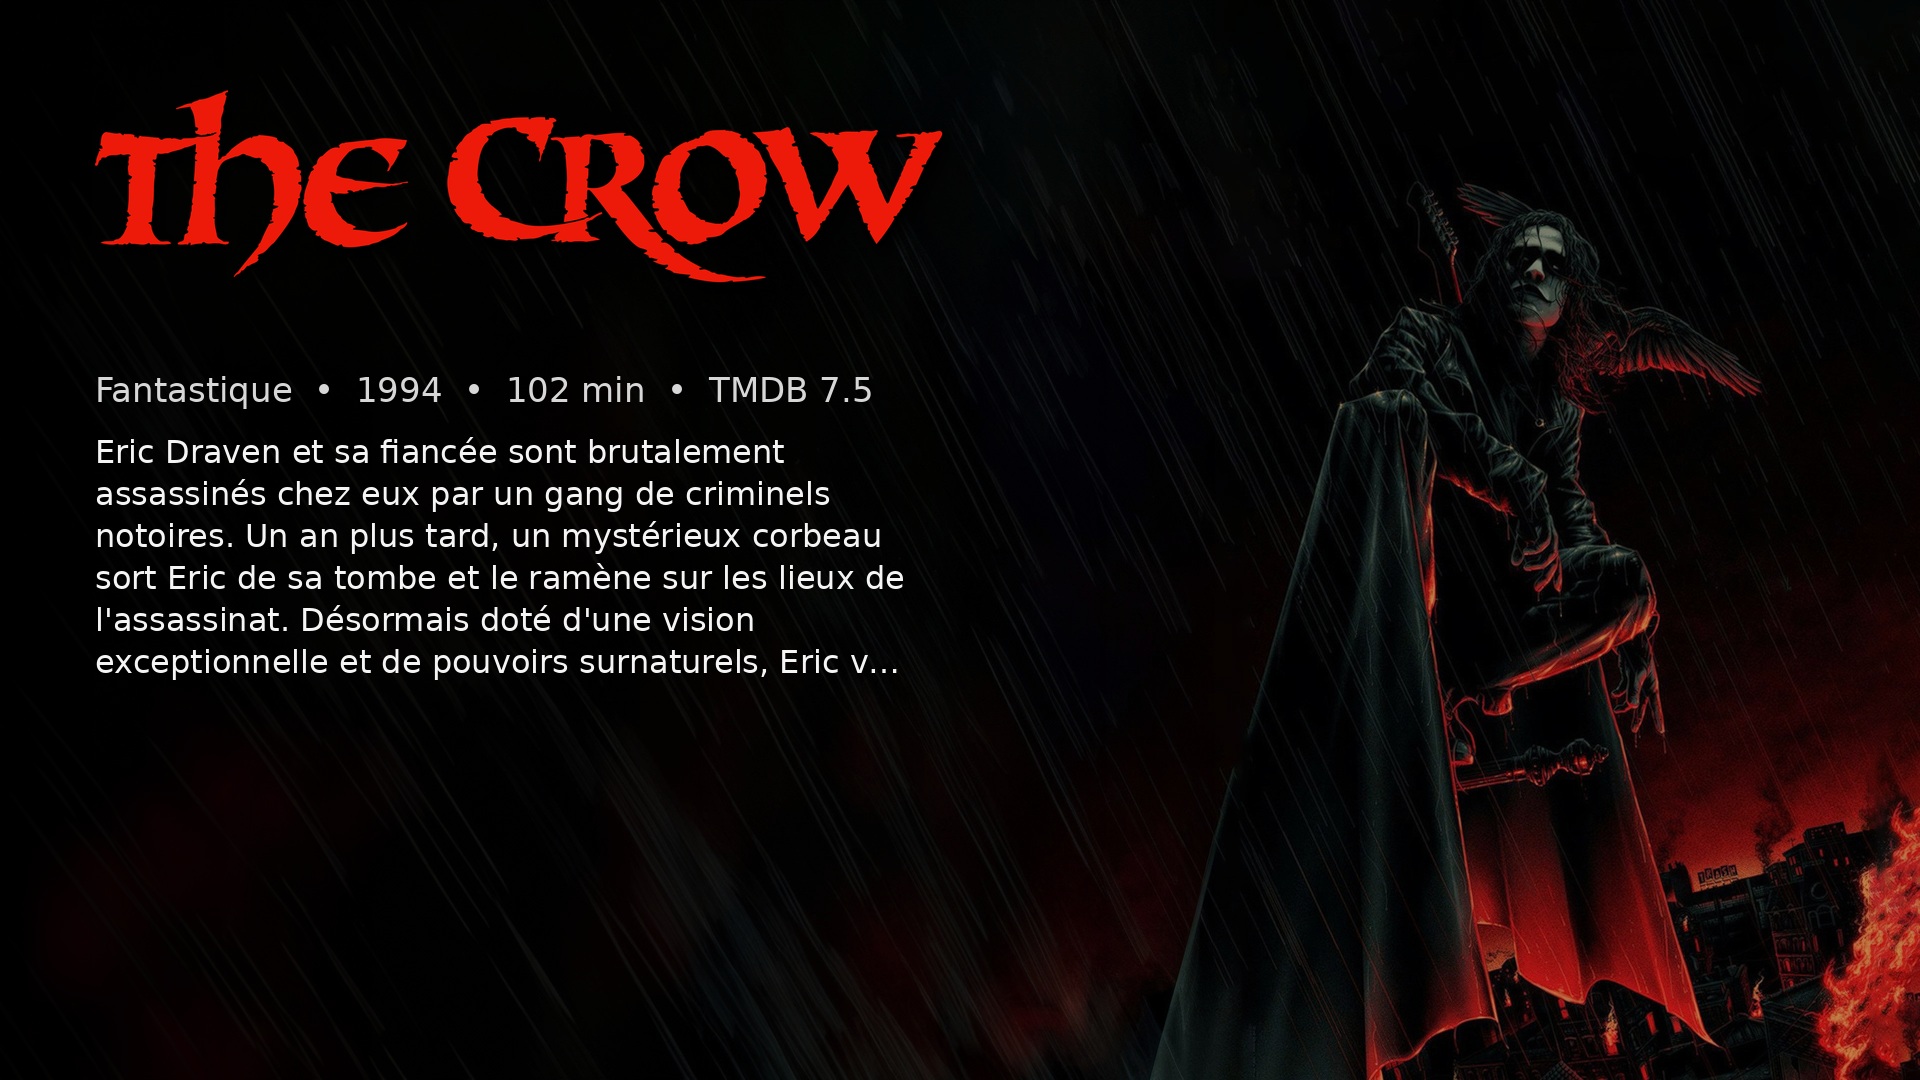 The Crow
Fantastique • 1994 • 102 min • TMDB 7.5
Eric Draven et sa fiancée sont brutalement
assassinés chez eux par un gang de criminels
notoires. Un an plus tard, un mystérieux corbeau
sort Eric de sa tombe et le ramène sur les lieux de
l'assassinat. Désormais doté d'une vision
exceptionnelle et de pouvoirs surnaturels, Eric v...
TRASH